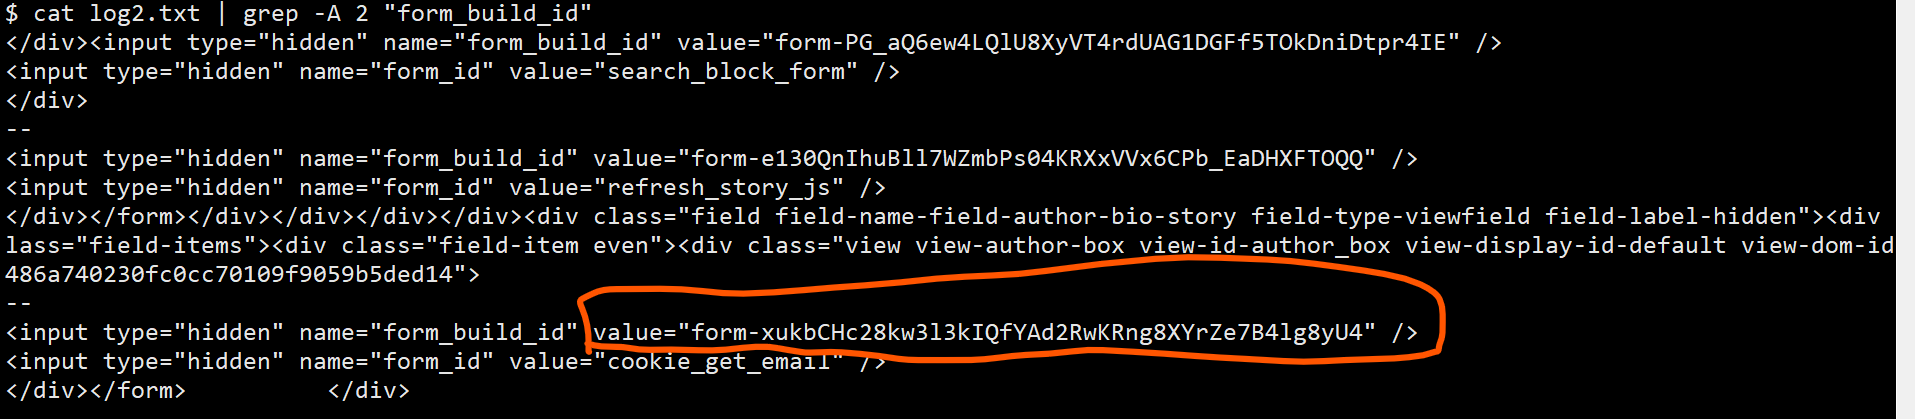 $ cat log2.txt | grep -A 2 "form_build_id"
</div><input type="hidden" name="form_build_id" value="form-PG_aQ6ew4LQlU8XyVT4rdUAG1DGFf5TOkDniDtpr4IE" />
<input type="hidden" name="form_id" value="search_block_form" />
</div>
--
<input type="hidden" name="form_build_id" value="form-e130QnIhuBll7WZmbPs04KRXxVVx6CPb_EaDHXFTOQQ" />
<input type="hidden" name="form_id" value="refresh_story_js" />
</div></form></div></div></div></div><div class="field field-name-field-author-bio-story field-type-viewfield field-label-hidden"><div
lass="field-items"><div class="field-item even"><div class="view view-author-box view-id-author_box view-display-id-default view-dom-id
486a740230fc0cc70109f9059b5ded14">
--
<input type="hidden" name="form_build_id" value="form-xukbCHc28kw3l3kIQfYAd2RwKRng8XYrZe7B4lg8yU4" />
<input type="hidden" name="form_id" value="cookie_get_email" />
</div></form>          </div>